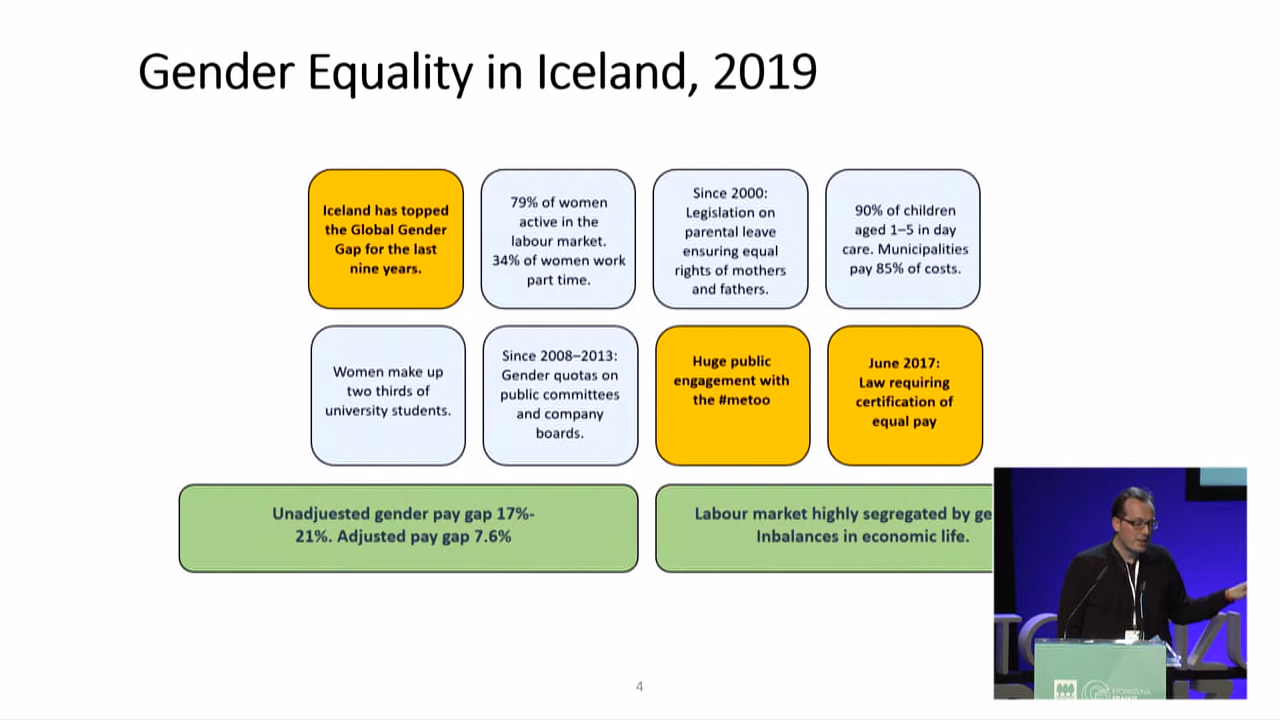 Gender Equality in Iceland, 2019
Iceland has topped
the Global Gender
Gap for the last
nine years.
79% of women
active in the
labour market.
34% of women work
part time.
Since 2000:
Legislation on
parental leave
ensuring equal
rights of mothers
and fathers.
90% of children
aged 1–5 in day
care. Municipalities
pay 85% of costs.
Women make up
two thirds of
university students.
Since 2008–2013:
Gender quotas on
public committees
and company
boards.
Huge public
engagement with
the #metoo
June 2017:
Law requiring
certification of
equal pay
Unadjuested gender pay gap 17%-
21%. Adjusted pay gap 7.6%
Labour market highly segregated by ge
Inbalances in economic life.
4